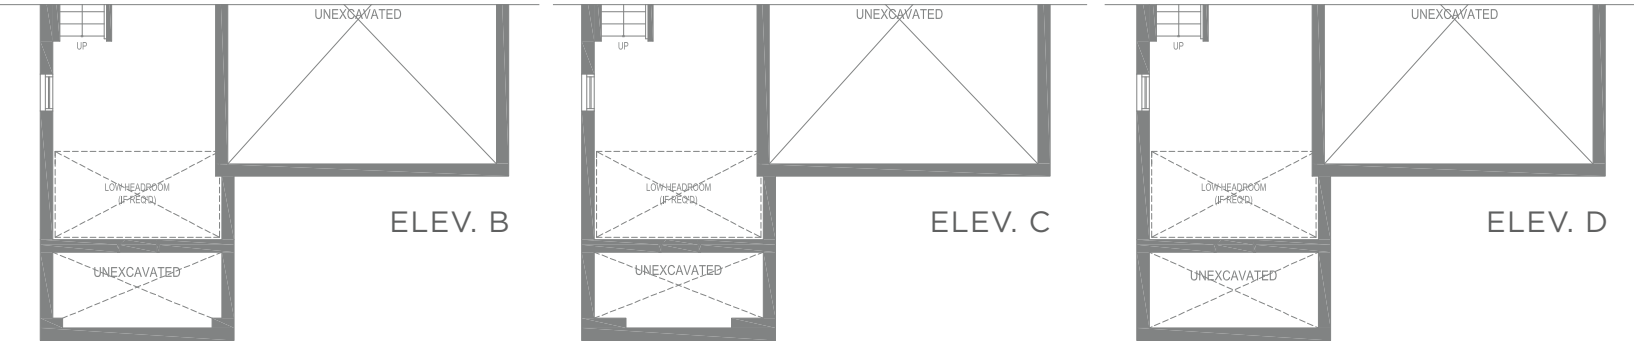 UNEXCAVATED
UP
LOW HEADROOM
(IF REQ'D)
ELEV. B
UNEXCAVATED
UNEXCAVATED
UP
LOW HEADROOM
(IF REQ'D)
ELEV. C
UNEXCAVATED
UNEXCAVATED
UP
LOW HEADROOM
(IF REQ'D)
ELEV. D
UNEXCAVATED